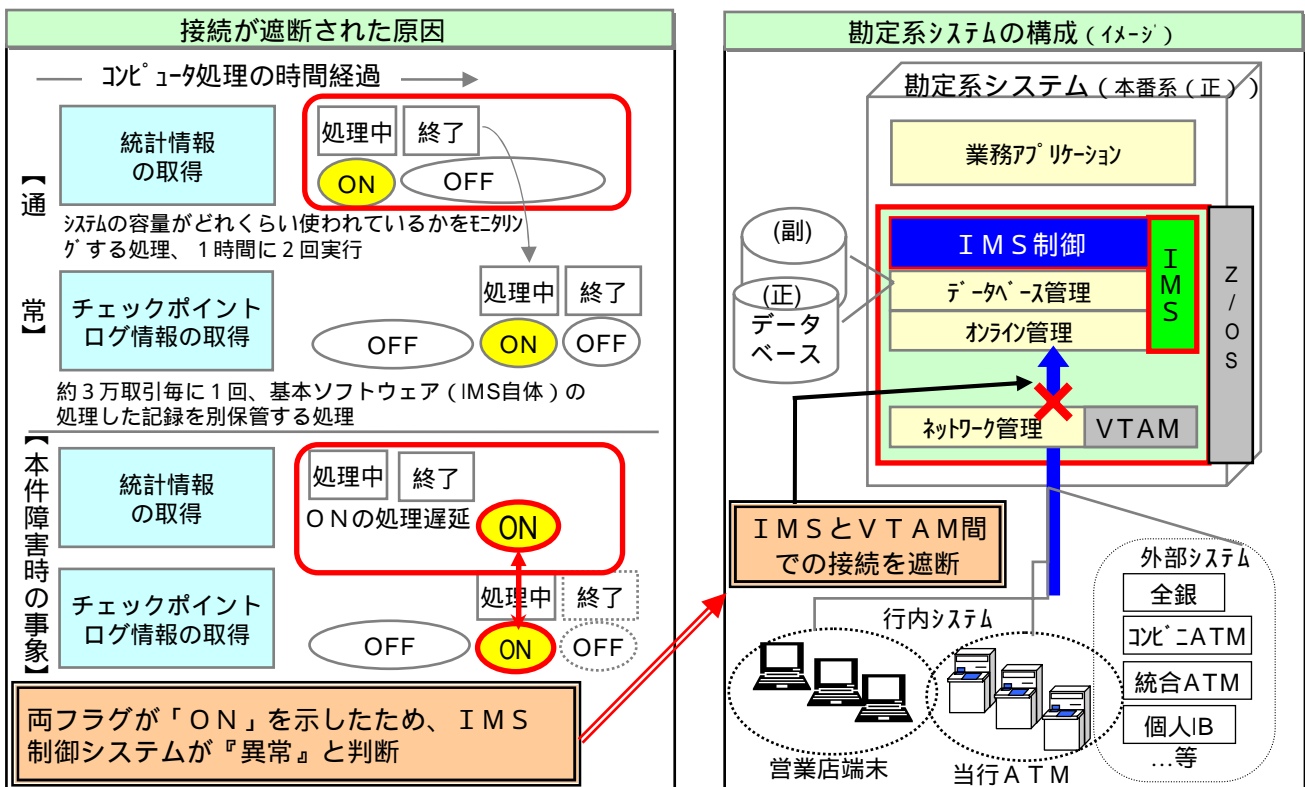 接続が遮断された原因
コンピュータ処理の時間経過
【通
常】
統計情報
の取得
処理中
終了
ON
OFF
システムの容量がどれくらい使われているかをモニタリン
グする処理、1時間に2回実行
チェックポイント
ログ情報の取得
処理中
終了
OFF
ON
OFF
約3万取引毎に1回、基本ソフトウェア(IMS自体)の
処理した記録を別保管する処理
【本件障害時の事象】
統計情報
の取得
処理中
終了
ONの処理遅延
ON
チェックポイント
ログ情報の取得
処理中
終了
OFF
ON
OFF
両フラグが「ON」を示したため、IMS
制御システムが『異常』と判断
勘定系システムの構成(イメージ)
勘定系システム(本番系(正))
業務アプリケーション
(副)
(正)
データ
ベース
IMS制御
データベース管理
オンライン管理
IMS
Z/OS
ネットワーク管理
VTAM
IMSとVTAM間
での接続を遮断
外部システム
全銀
コンビニATM
統合ATM
個人IB
…等
行内システム
営業店端末
当行ATM